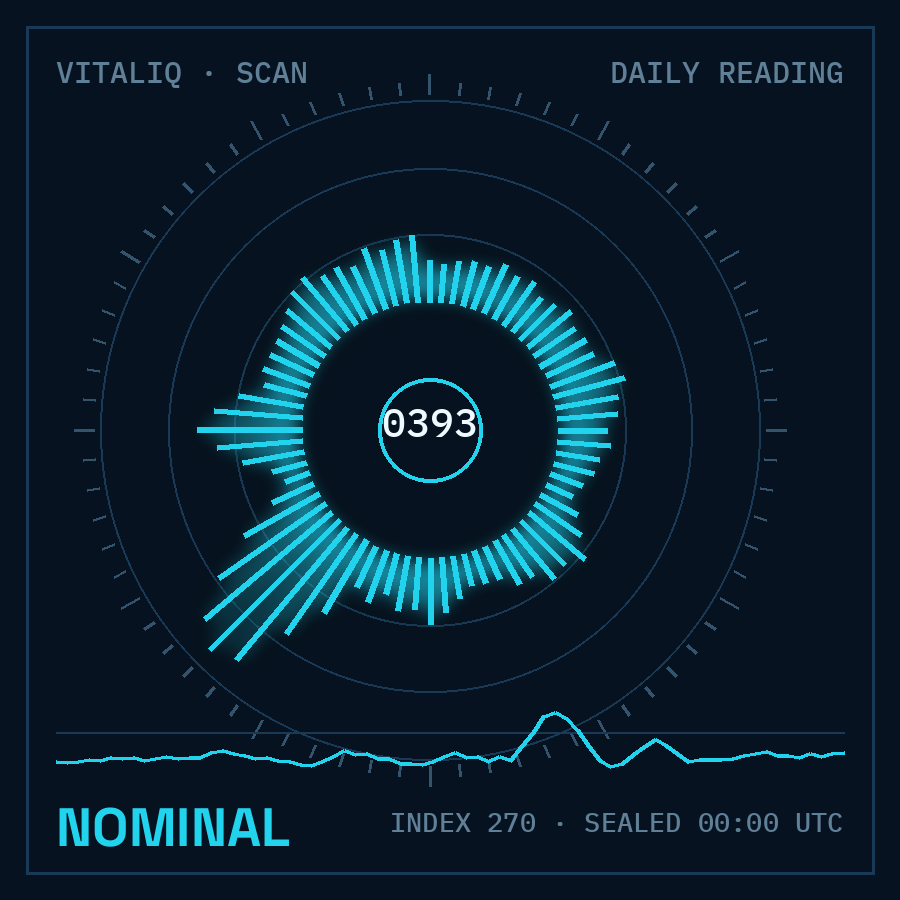 VITALIQ · SCAN
DAILY READING
0393
NOMINAL
INDEX 270 · SEALED 00:00 UTC